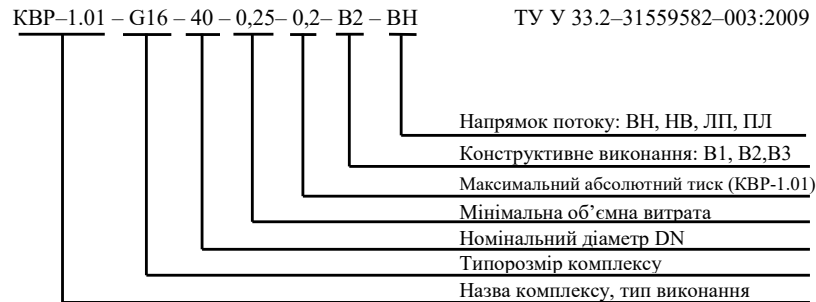 КВР–1.01 – G16 – 40 – 0,25– 0,2– В2 – ВН ТУ У 33.2–31559582–003:2009
Напрямок потоку: ВН, НВ, ЛП, ПЛ
Конструктивне виконання: В1, В2,В3
Максимальний абсолютний тиск (КВР-1.01)
Мінімальна об’ємна витрата
Номінальний діаметр DN
Типорозмір комплексу
Назва комплексу, тип виконання